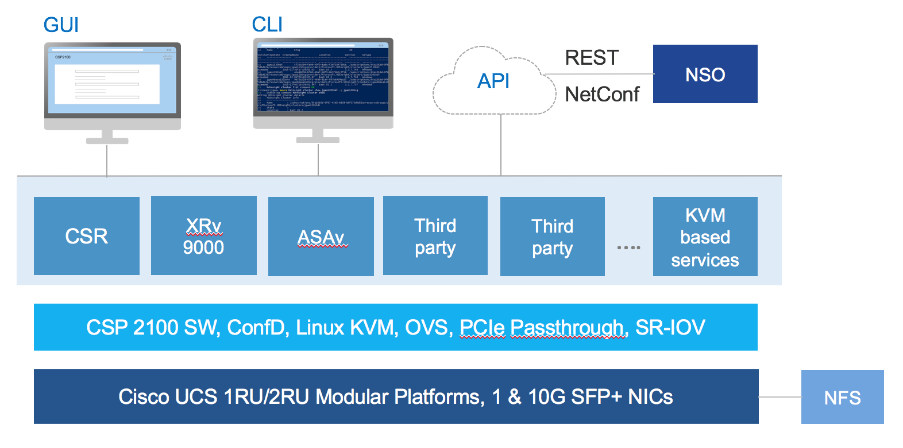 GUI
CLI
CSP 2100
API
REST
NetConf
NSO
CSR
XRv
9000
ASAv
Third
party
Third
party
....
KVM
based
services
CSP 2100 SW, ConfD, Linux KVM, OVS, PCIe Passthrough, SR-IOV
Cisco UCS 1RU/2RU Modular Platforms, 1 & 10G SFP+ NICs
NFS